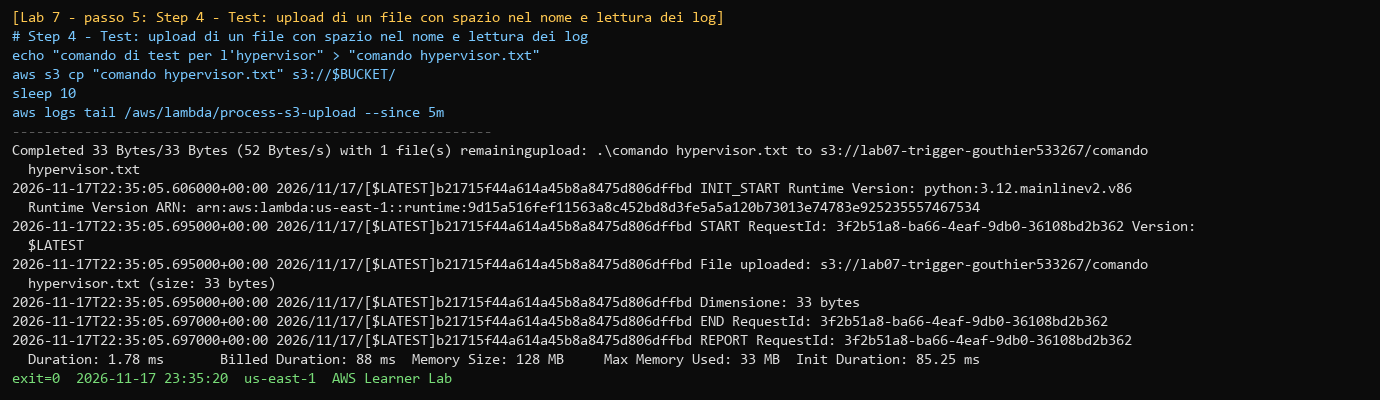 [Lab 7 - passo 5: Step 4 - Test: upload di un file con spazio nel nome e lettura dei log]
# Step 4 - Test: upload di un file con spazio nel nome e lettura dei log
echo "comando di test per l'hypervisor" > "comando hypervisor.txt"
aws s3 cp "comando hypervisor.txt" s3://$BUCKET/
sleep 10
aws logs tail /aws/lambda/process-s3-upload --since 5m
------------------------------------------------------------
Completed 33 Bytes/33 Bytes (52 Bytes/s) with 1 file(s) remainingupload: .\comando hypervisor.txt to s3://lab07-trigger-gouthier533267/comando
  hypervisor.txt
2026-11-17T22:35:05.606000+00:00 2026/11/17/[$LATEST]b21715f44a614a45b8a8475d806dffbd INIT_START Runtime Version: python:3.12.mainlinev2.v86
  Runtime Version ARN: arn:aws:lambda:us-east-1::runtime:9d15a516fef11563a8c452bd8d3fe5a5a120b73013e74783e925235557467534
2026-11-17T22:35:05.695000+00:00 2026/11/17/[$LATEST]b21715f44a614a45b8a8475d806dffbd START RequestId: 3f2b51a8-ba66-4eaf-9db0-36108bd2b362 Version:
  $LATEST
2026-11-17T22:35:05.695000+00:00 2026/11/17/[$LATEST]b21715f44a614a45b8a8475d806dffbd File uploaded: s3://lab07-trigger-gouthier533267/comando
  hypervisor.txt (size: 33 bytes)
2026-11-17T22:35:05.695000+00:00 2026/11/17/[$LATEST]b21715f44a614a45b8a8475d806dffbd Dimensione: 33 bytes
2026-11-17T22:35:05.697000+00:00 2026/11/17/[$LATEST]b21715f44a614a45b8a8475d806dffbd END RequestId: 3f2b51a8-ba66-4eaf-9db0-36108bd2b362
2026-11-17T22:35:05.697000+00:00 2026/11/17/[$LATEST]b21715f44a614a45b8a8475d806dffbd REPORT RequestId: 3f2b51a8-ba66-4eaf-9db0-36108bd2b362
  Duration: 1.78 ms       Billed Duration: 88 ms  Memory Size: 128 MB     Max Memory Used: 33 MB  Init Duration: 85.25 ms
exit=0  2026-11-17 23:35:20  us-east-1  AWS Learner Lab